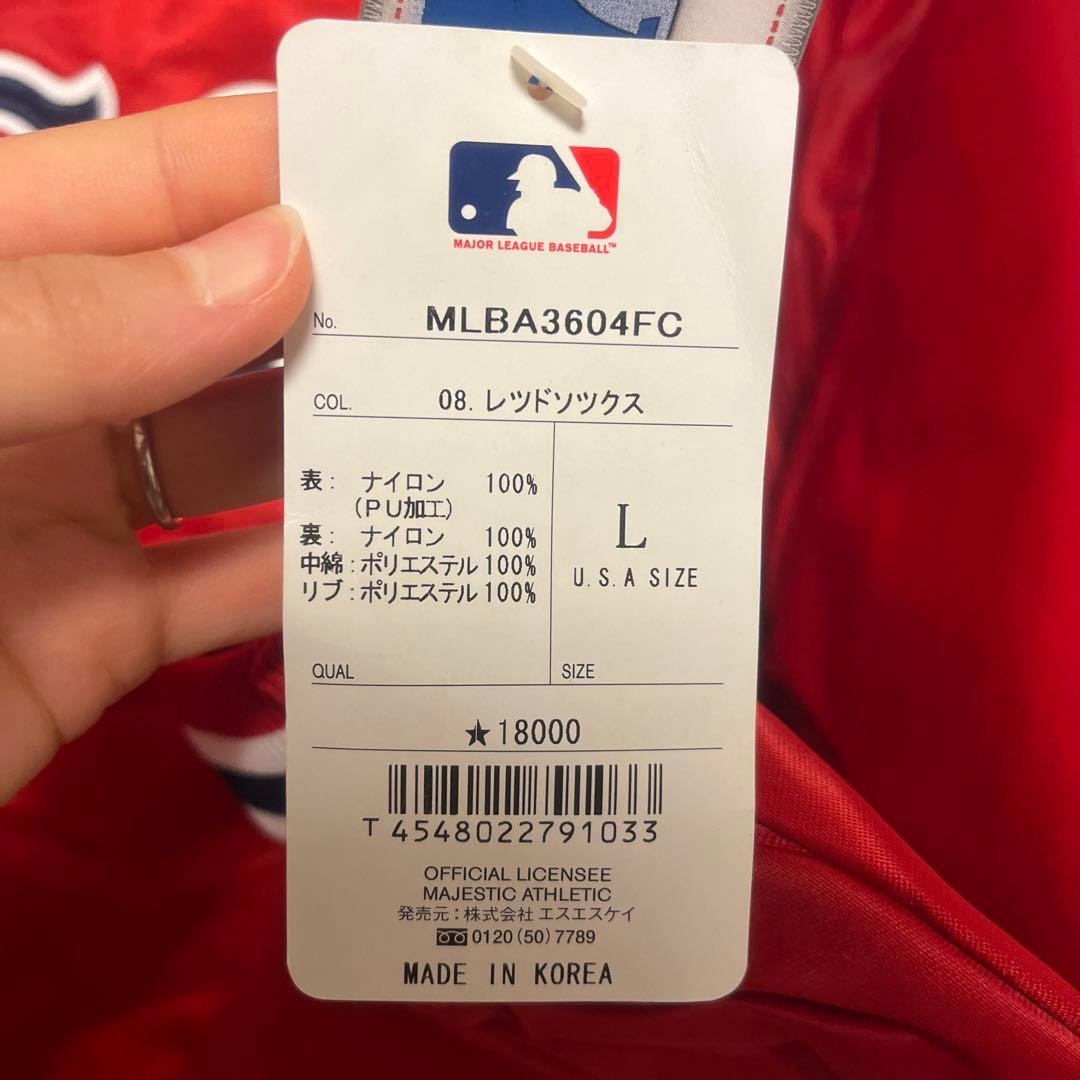 MAJOR LEAGUE BASEBALL™
No. MLBA3604FC
COL. 08. レツドソツクス
表: ナイロン 100%
(PU加工)
裏: ナイロン 100%
中綿:ポリエステル 100%
リブ:ポリエステル 100%
QUAL
L
U.S.A SIZE
SIZE
★18000
T 4548022791033
OFFICIAL LICENSEE
MAJESTIC ATHLETIC
発売元:株式会社 エスエスケイ
0120(50)7789
MADE IN KOREA